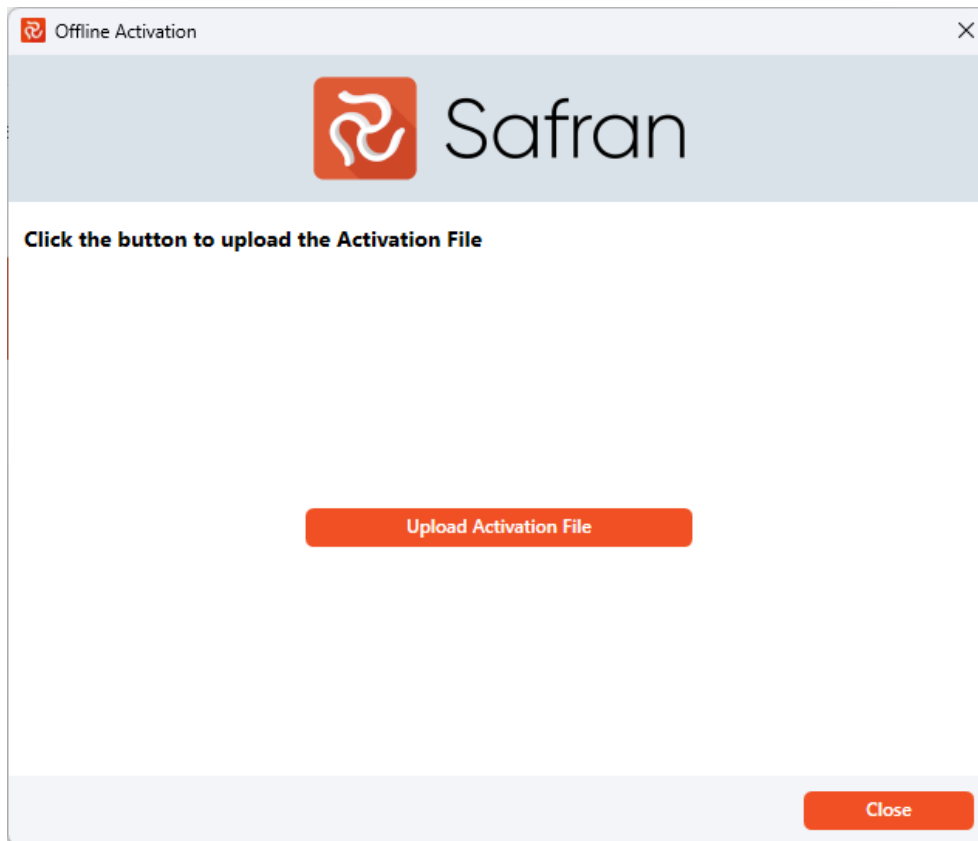 Offline Activation
Safran
Click the button to upload the Activation File
Upload Activation File
Close